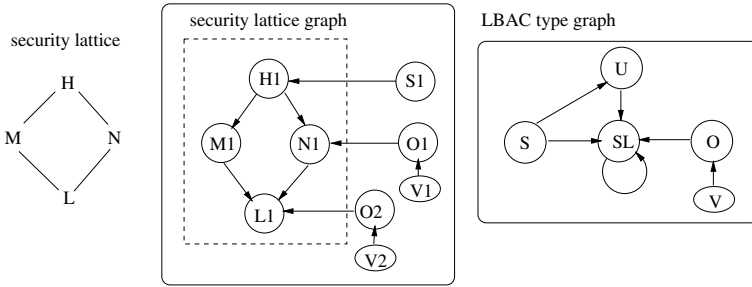 security lattice
H
M
N
L
security lattice graph
H1
S1
M1
N1
O1
V1
L1
O2
V2
LBAC type graph
U
S
SL
O
V